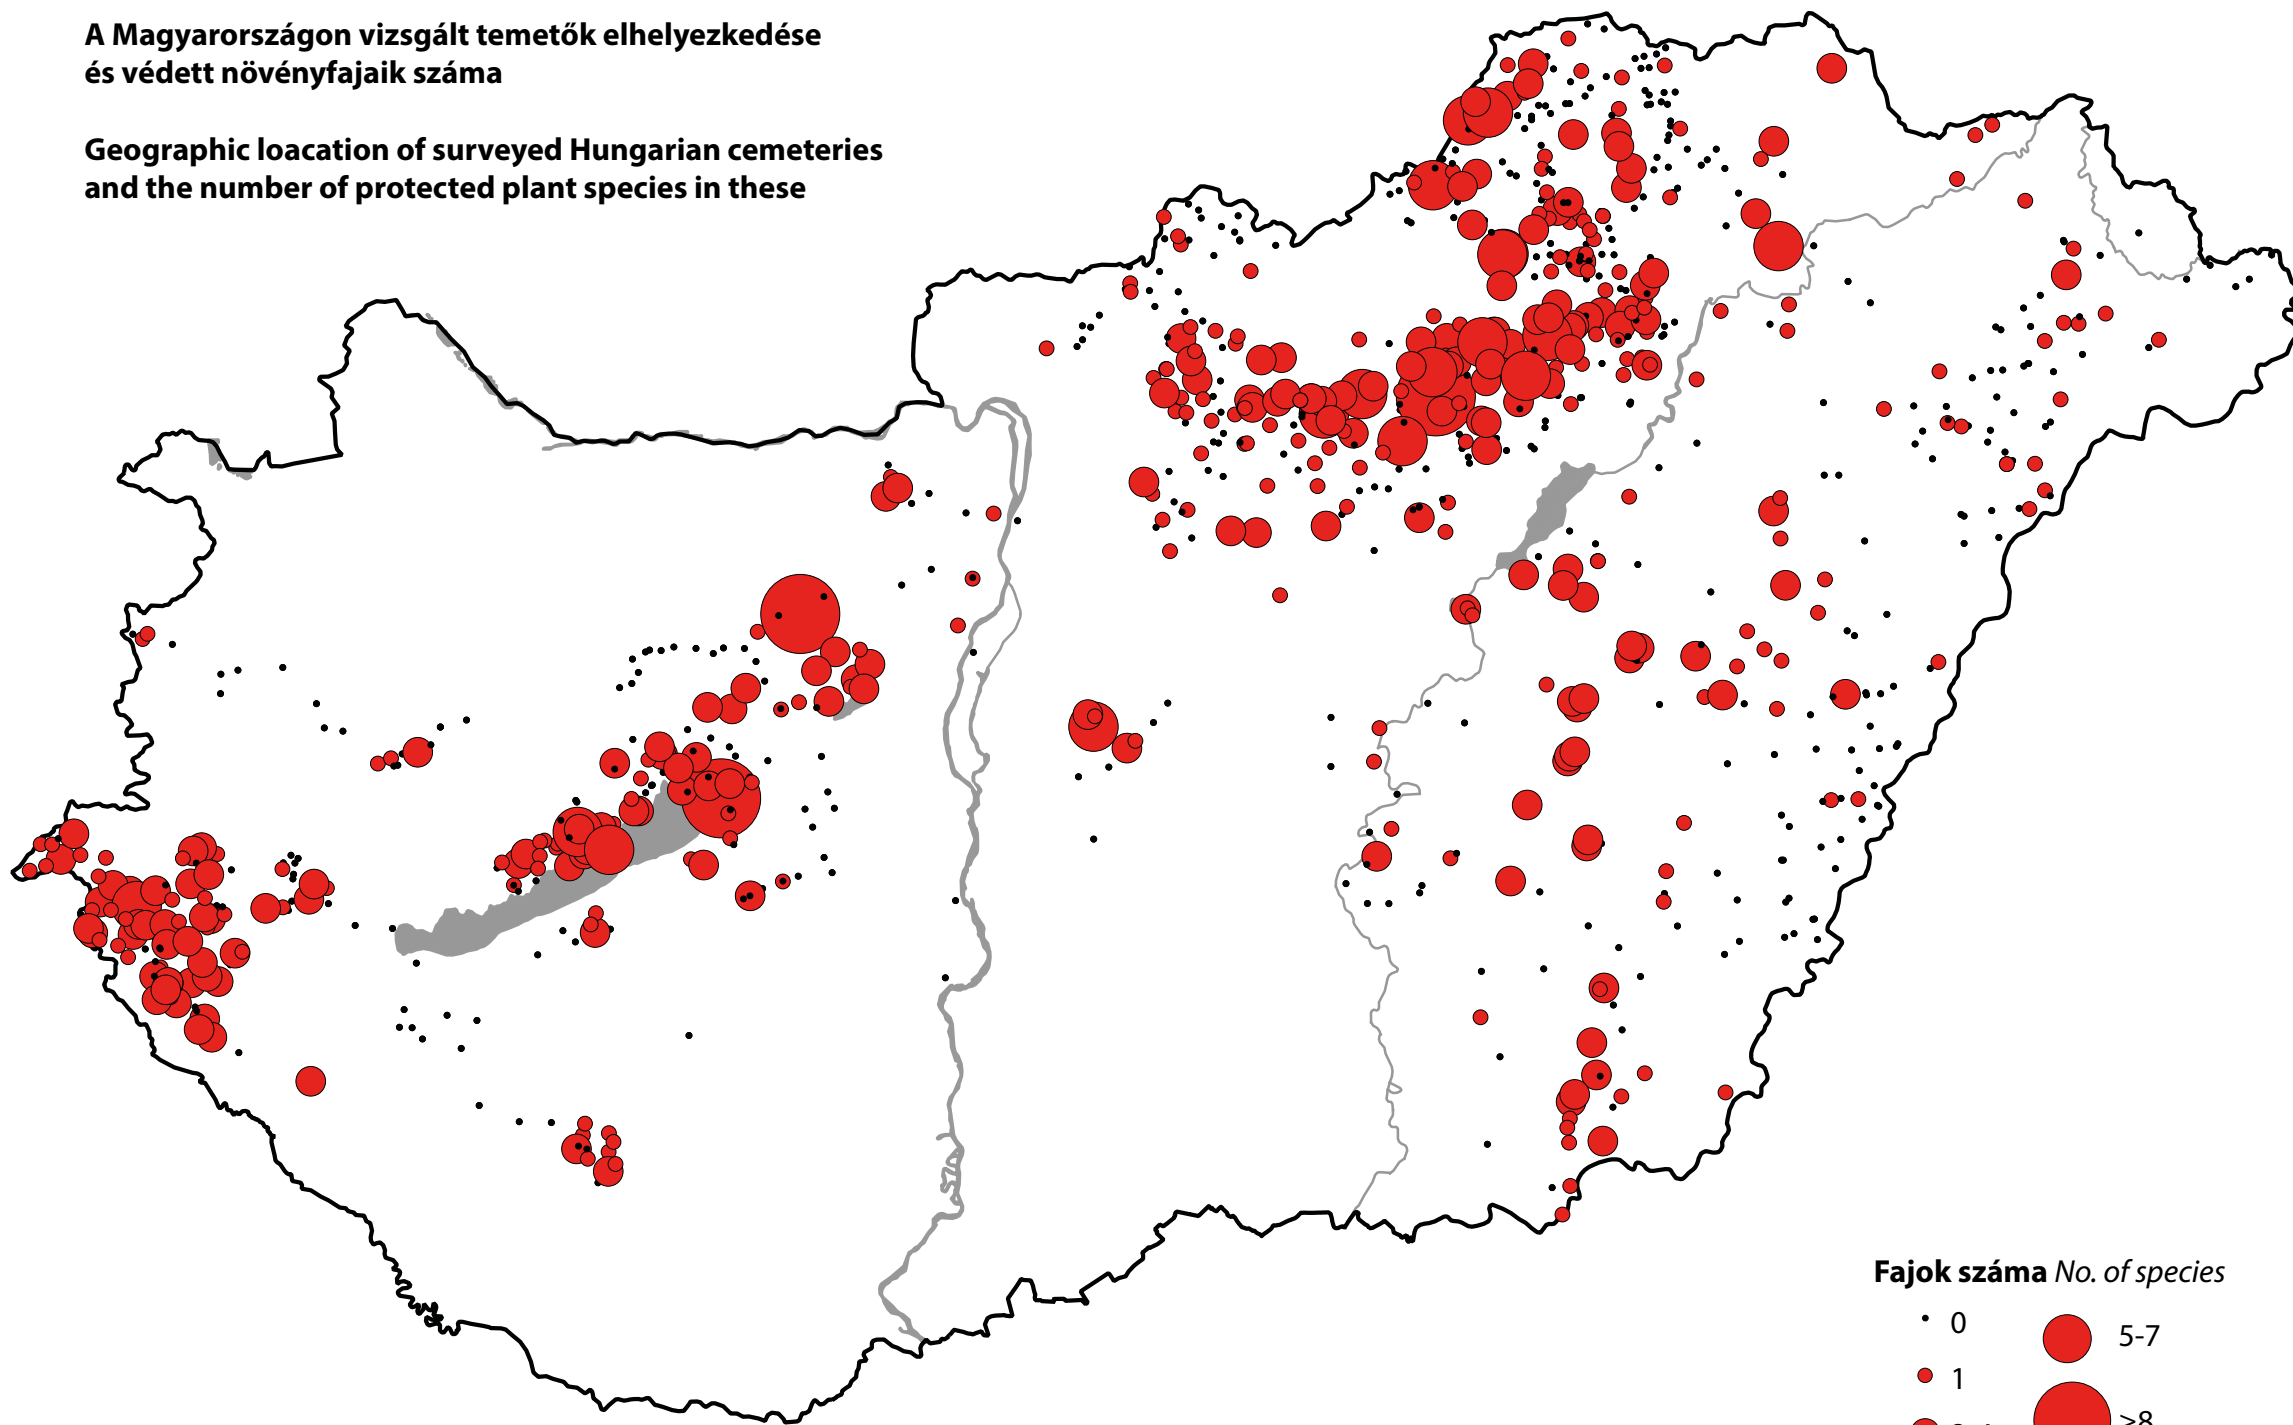 A Magyarországon vizsgált temetők elhelyezkedése
és védett növényfajaik száma
Geographic loacation of surveyed Hungarian cemeteries
and the number of protected plant species in these
Fajok száma No. of species
0
5-7
1
>8